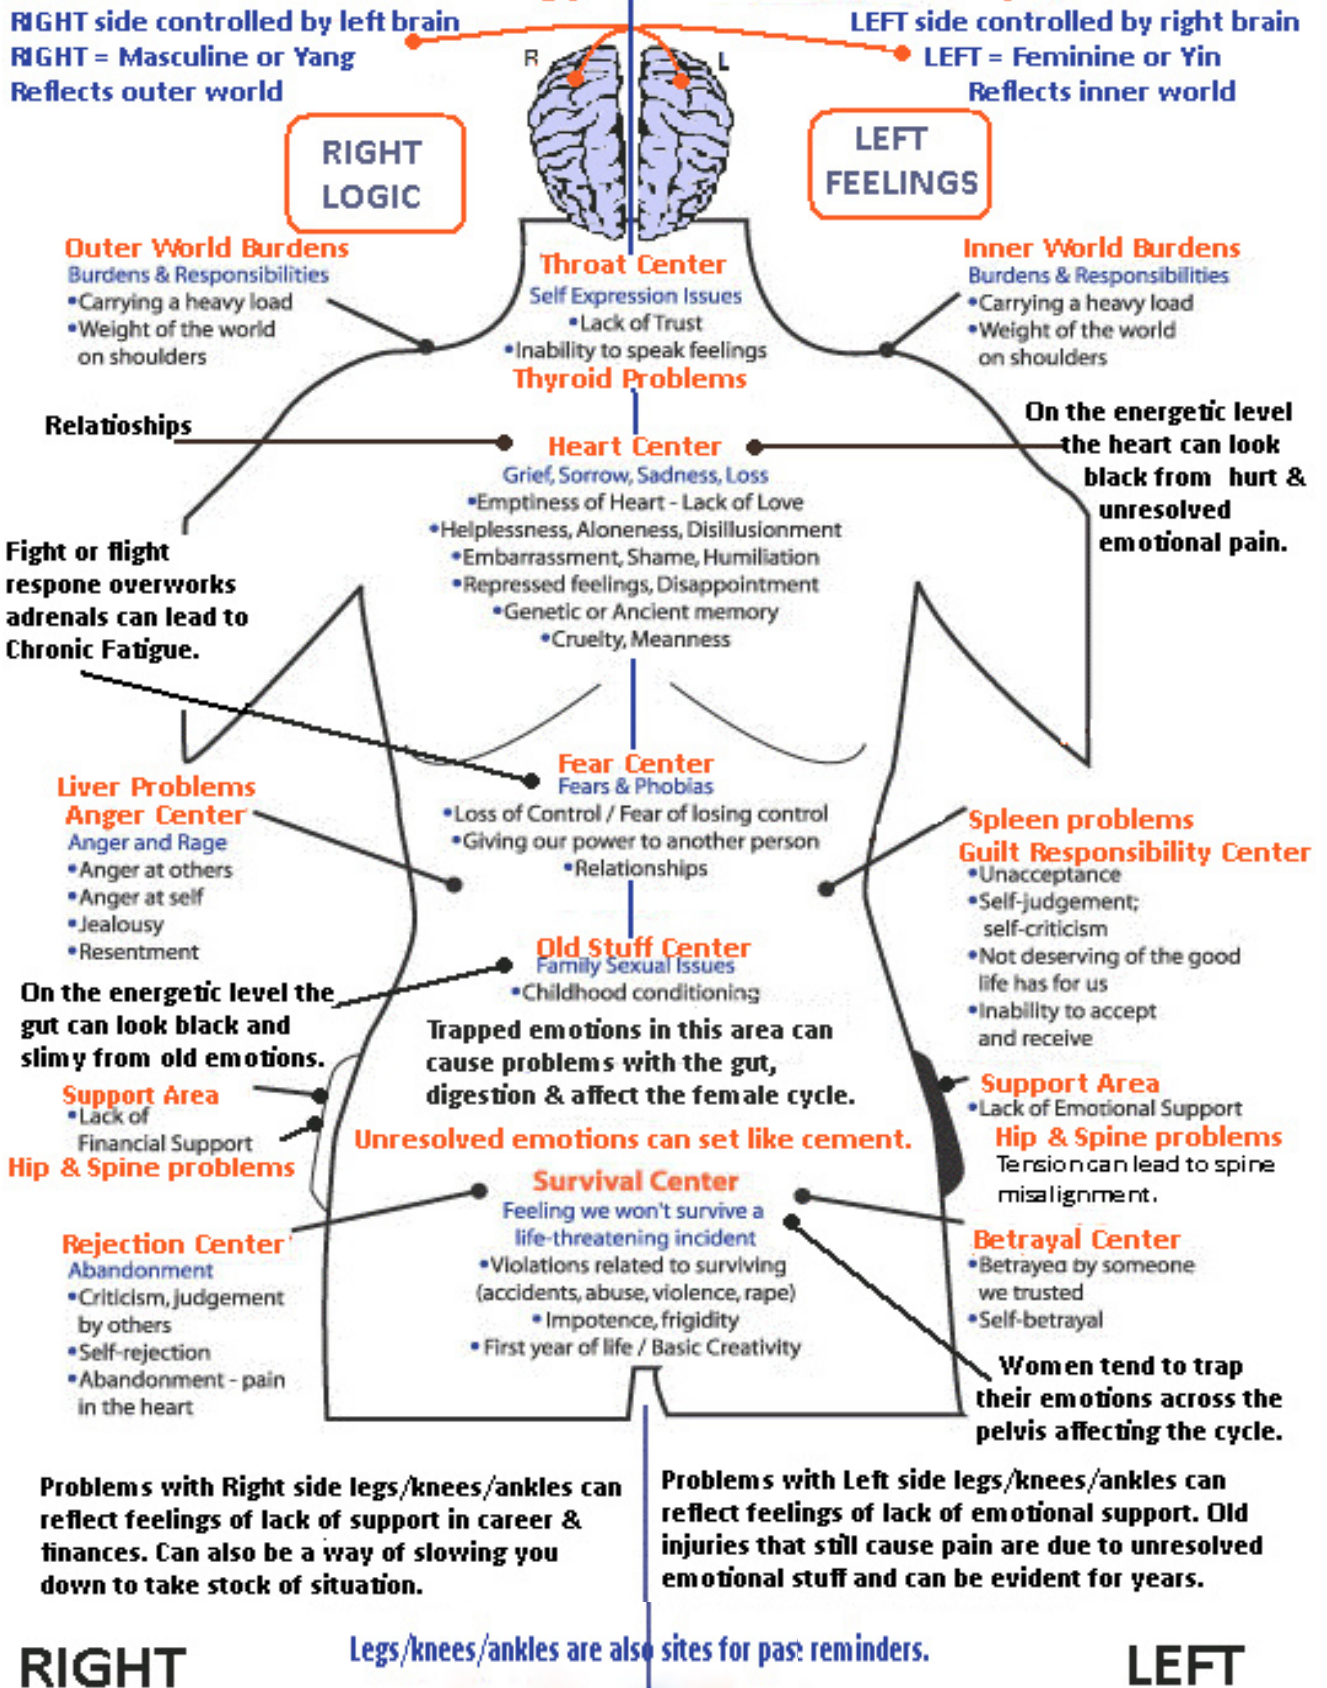 RIGHT side controlled by left brain
RIGHT = Masculine or Yang
Reflects outer world
LEFT side controlled by right brain
LEFT = Feminine or Yin
Reflects inner world
R
L
RIGHT
LOGIC
LEFT
FEELINGS
Outer World Burdens
Burdens & Responsibilities
•Carrying a heavy load
•Weight of the world
on shoulders
Throat Center
Self Expression Issues
•Lack of Trust
•Inability to speak feelings
Thyroid Problems
Inner World Burdens
Burdens & Responsibilities
•Carrying a heavy load
•Weight of the world
on shoulders
Relatioships
Heart Center
Grief, Sorrow, Sadness, Loss
•Emptiness of Heart - Lack of Love
•Helplessness, Aloneness, Disillusionment
•Embarrassment, Shame, Humiliation
•Repressed feelings, Disappointment
•Genetic or Ancient memory
•Cruelty, Meanness
On the energetic level
the heart can look
black from hurt &
unresolved
emotional pain.
Fight or flight
respone overworks
adrenals can lead to
Chronic Fatigue.
Fear Center
Fears & Phobias
•Loss of Control / Fear of losing control
•Giving our power to another person
•Relationships
Liver Problems
Anger Center
Anger and Rage
•Anger at others
•Anger at self
•Jealousy
•Resentment
Spleen problems
Guilt Responsibility Center
•Unacceptance
•Self-judgement;
self-criticism
•Not deserving of the good
life has for us
•Inability to accept
and receive
Old Stuff Center
Family Sexual Issues
•Childhood conditioning
On the energetic level the
gut can look black and
slimy from old emotions.
Trapped emotions in this area can
cause problems with the gut,
digestion & affect the female cycle.
Support Area
•Lack of
Financial Support
Hip & Spine problems
Support Area
•Lack of Emotional Support
Hip & Spine problems
Tension can lead to spine
misalignment.
Unresolved emotions can set like cement.
Survival Center
Feeling we won't survive a
life-threatening incident
•Violations related to surviving
(accidents, abuse, violence, rape)
•Impotence, frigidity
•First year of life / Basic Creativity
Rejection Center
Abandonment
•Criticism, judgement
by others
•Self-rejection
•Abandonment - pain
in the heart
Betrayal Center
•Betrayed by someone
we trusted
•Self-betrayal
Women tend to trap
their emotions across the
pelvis affecting the cycle.
Problems with Right side legs/knees/ankles can
reflect feelings of lack of support in career &
finances. Can also be a way of slowing you
down to take stock of situation.
Problems with Left side legs/knees/ankles can
reflect feelings of lack of emotional support. Old
injuries that still cause pain are due to unresolved
emotional stuff and can be evident for years.
Legs/knees/ankles are also sites for past reminders.
RIGHT
LEFT